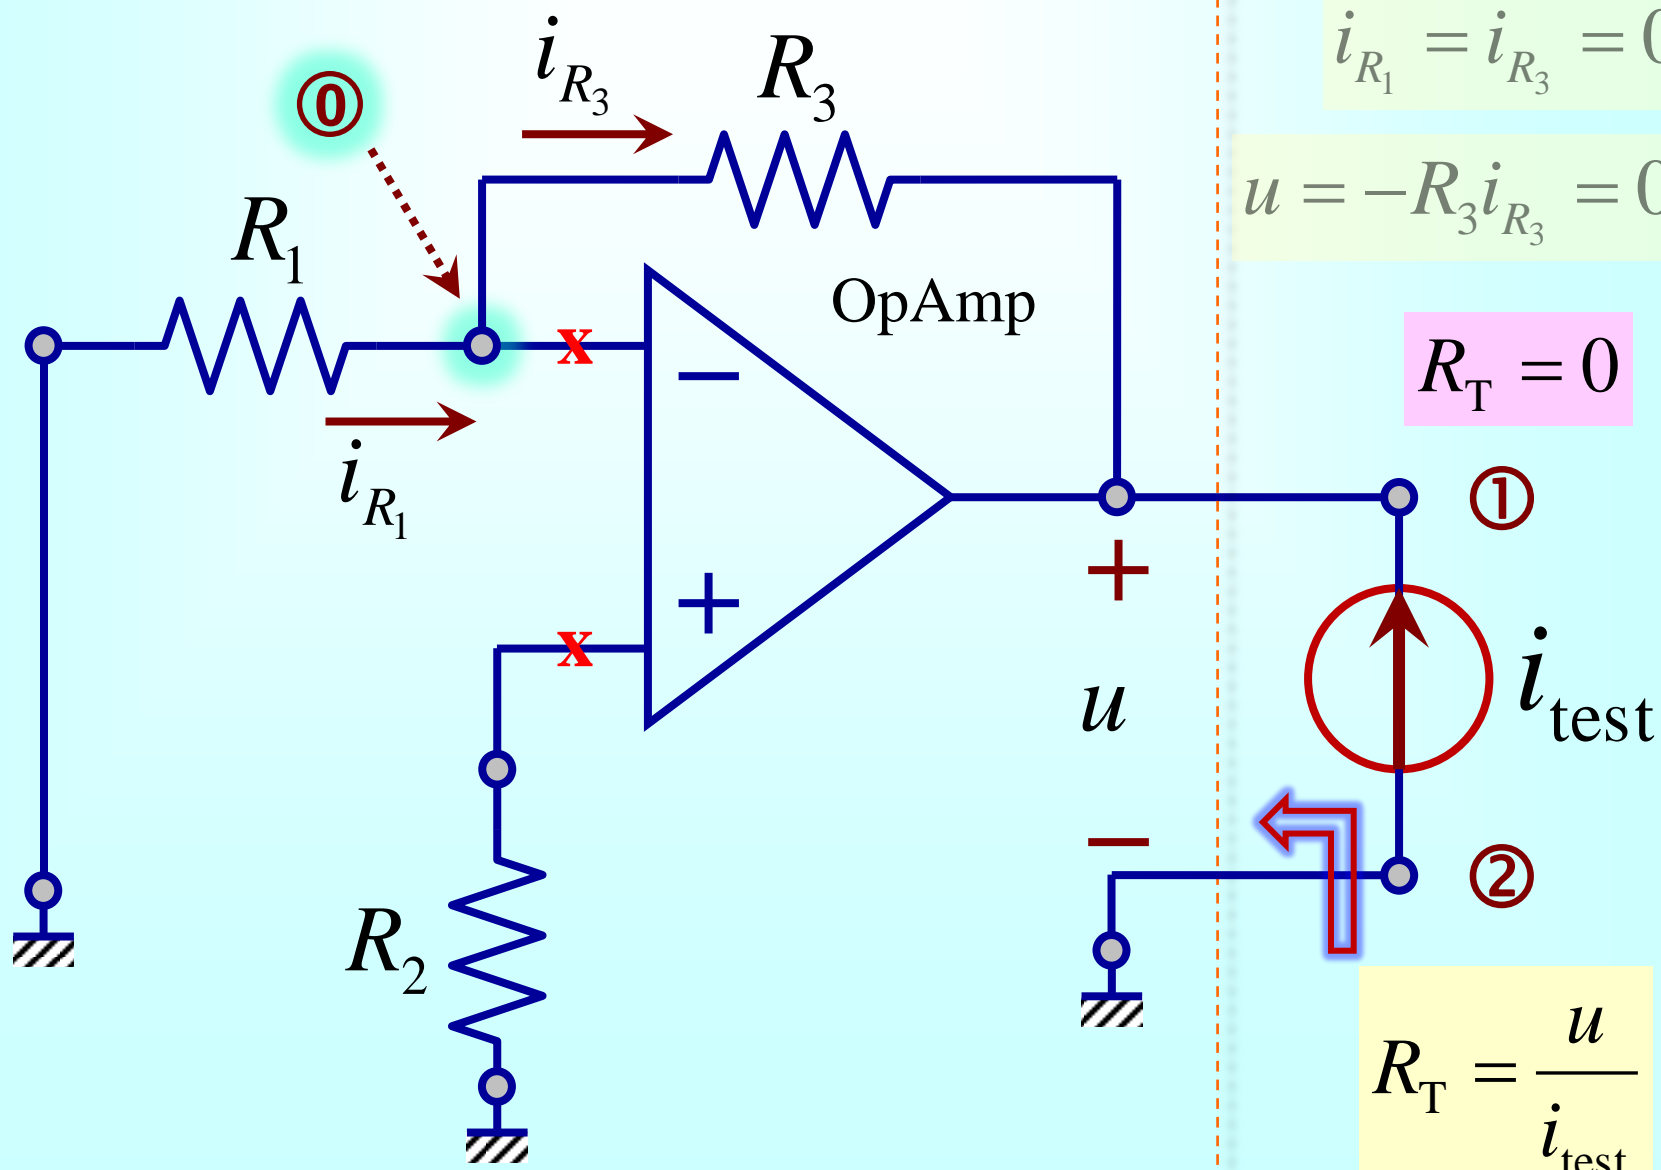 i_{R_1} = i_{R_3} = 0
i_{R_3}
R_3
⓪
u = −R_3 i_{R_3} = 0
R_1
OpAmp
x
−
R_T = 0
i_{R_1}
①
+
+
x
i_test
u
−
②
R_2
R_T = u / i_test